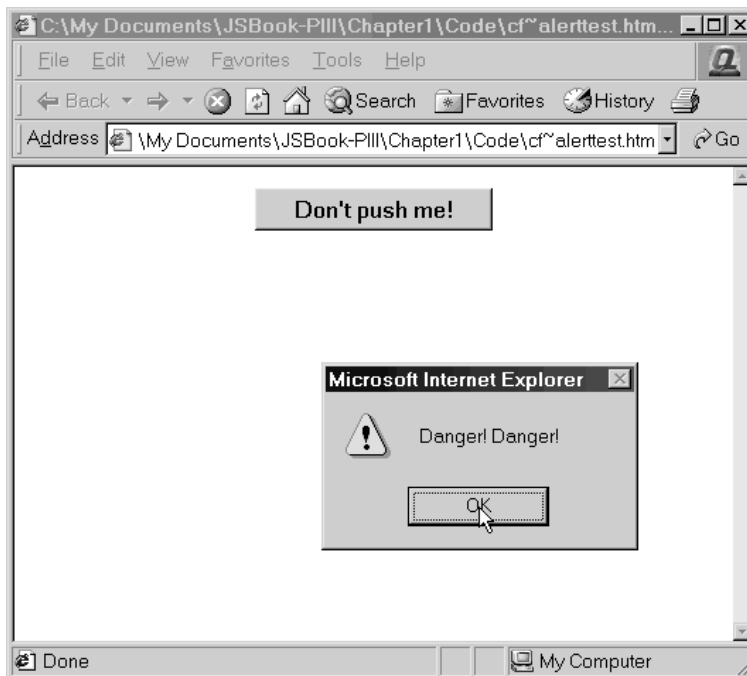 C:\My Documents\JSBook-PIII\Chapter1\Code\cf~alerttest.htm...
File Edit View Favorites Tools Help
Back Search Favorites History
Address \My Documents\JSBook-PIII\Chapter1\Code\cf~alerttest.htm Go
Don't push me!
Microsoft Internet Explorer
Danger! Danger!
OK
Done My Computer